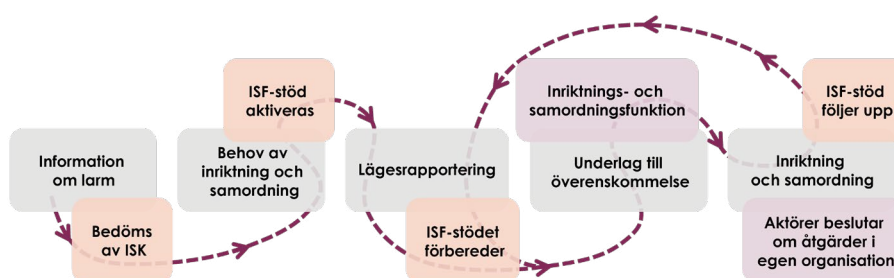 Information
om larm
Bedöms
av ISK
ISF-stöd
aktiveras
Behov av
inriktning och
samordning
Lägesrapportering
ISF-stödet
förbereder
Inriktnings- och
samordningsfunktion
Underlag till
överenskommelse
ISF-stöd
följer upp
Inriktning
och samordning
Aktörer beslutar
om åtgärder i
egen organisation